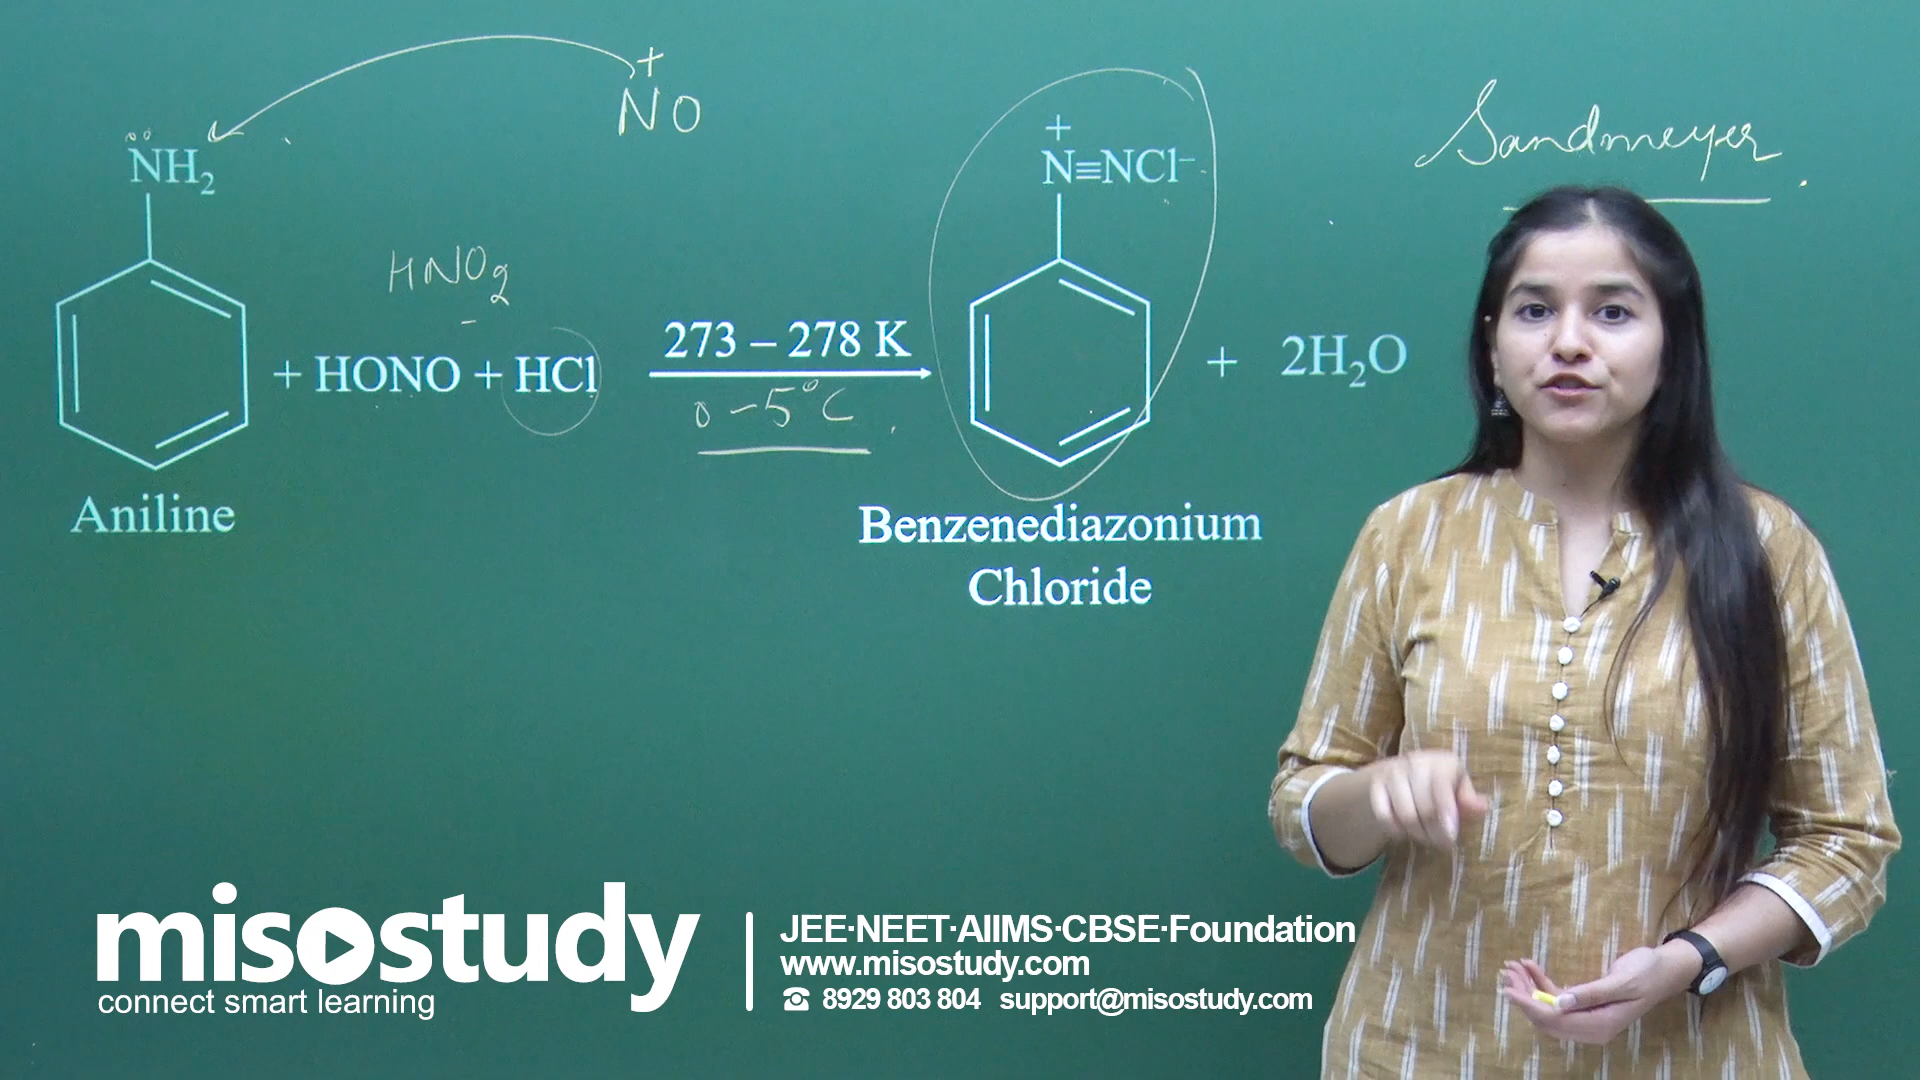 +
NO
Sandmeyer
NH₂
+
N≡NCl⁻
HNO₂
+ HONO + HCl
273 – 278 K
0 – 5°C
+ 2H₂O
Aniline
Benzenediazonium
Chloride
misostudy
connect smart learning
JEE·NEET·AIIMS·CBSE·Foundation
www.misostudy.com
☎ 8929 803 804 support@misostudy.com